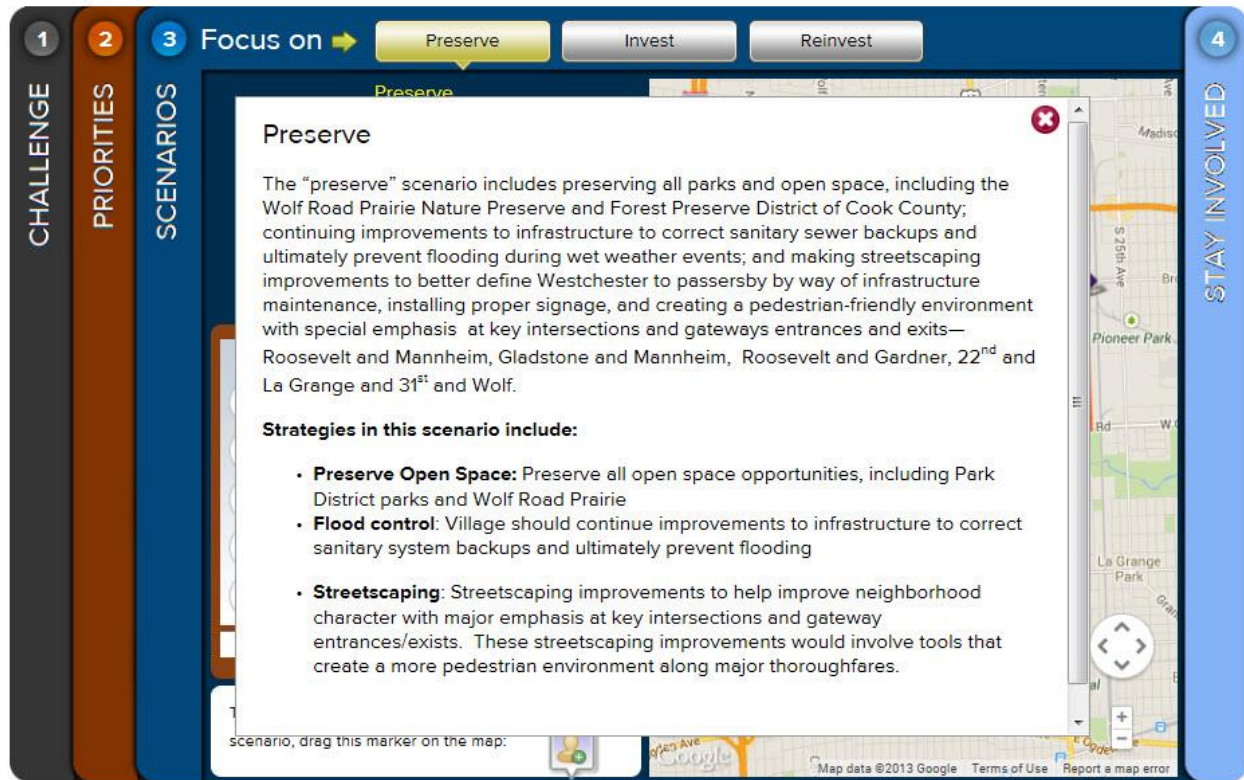 1
CHALLENGE
2
PRIORITIES
3
SCENARIOS
Focus on
Preserve
Invest
Reinvest
4
STAY INVOLVED
Preserve
Preserve
The “preserve” scenario includes preserving all parks and open space, including the
Wolf Road Prairie Nature Preserve and Forest Preserve District of Cook County;
continuing improvements to infrastructure to correct sanitary sewer backups and
ultimately prevent flooding during wet weather events; and making streetscaping
improvements to better define Westchester to passersby by way of infrastructure
maintenance, installing proper signage, and creating a pedestrian-friendly environment
with special emphasis at key intersections and gateways entrances and exits—
Roosevelt and Mannheim, Gladstone and Mannheim, Roosevelt and Gardner, 22nd and
La Grange and 31st and Wolf.
Strategies in this scenario include:
• Preserve Open Space: Preserve all open space opportunities, including Park
District parks and Wolf Road Prairie
• Flood control: Village should continue improvements to infrastructure to correct
sanitary system backups and ultimately prevent flooding
• Streetscaping: Streetscaping improvements to help improve neighborhood
character with major emphasis at key intersections and gateway
entrances/exists. These streetscaping improvements would involve tools that
create a more pedestrian environment along major thoroughfares.
scenario, drag this marker on the map:
S 25th Ave
Pioneer Park
Rd
La Grange
Park
Google
Map data ©2013 Google
Terms of Use
Report a map error